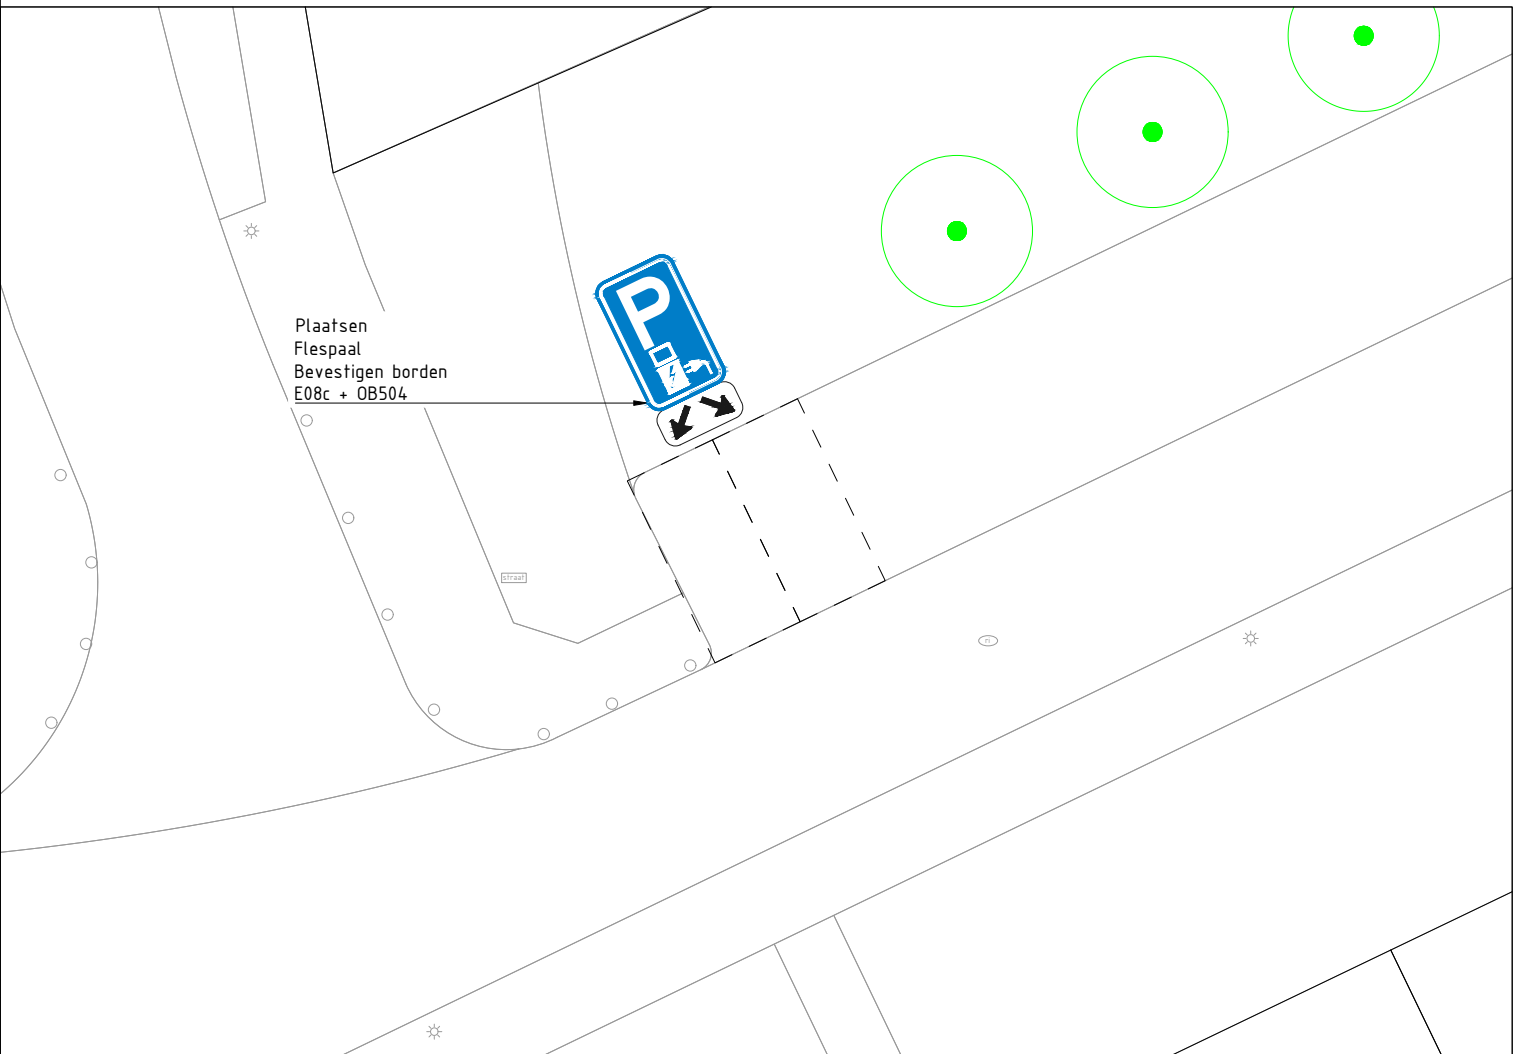 Plaatsen
Flespaal
Bevestigen borden
E08c + OB504
P
straat